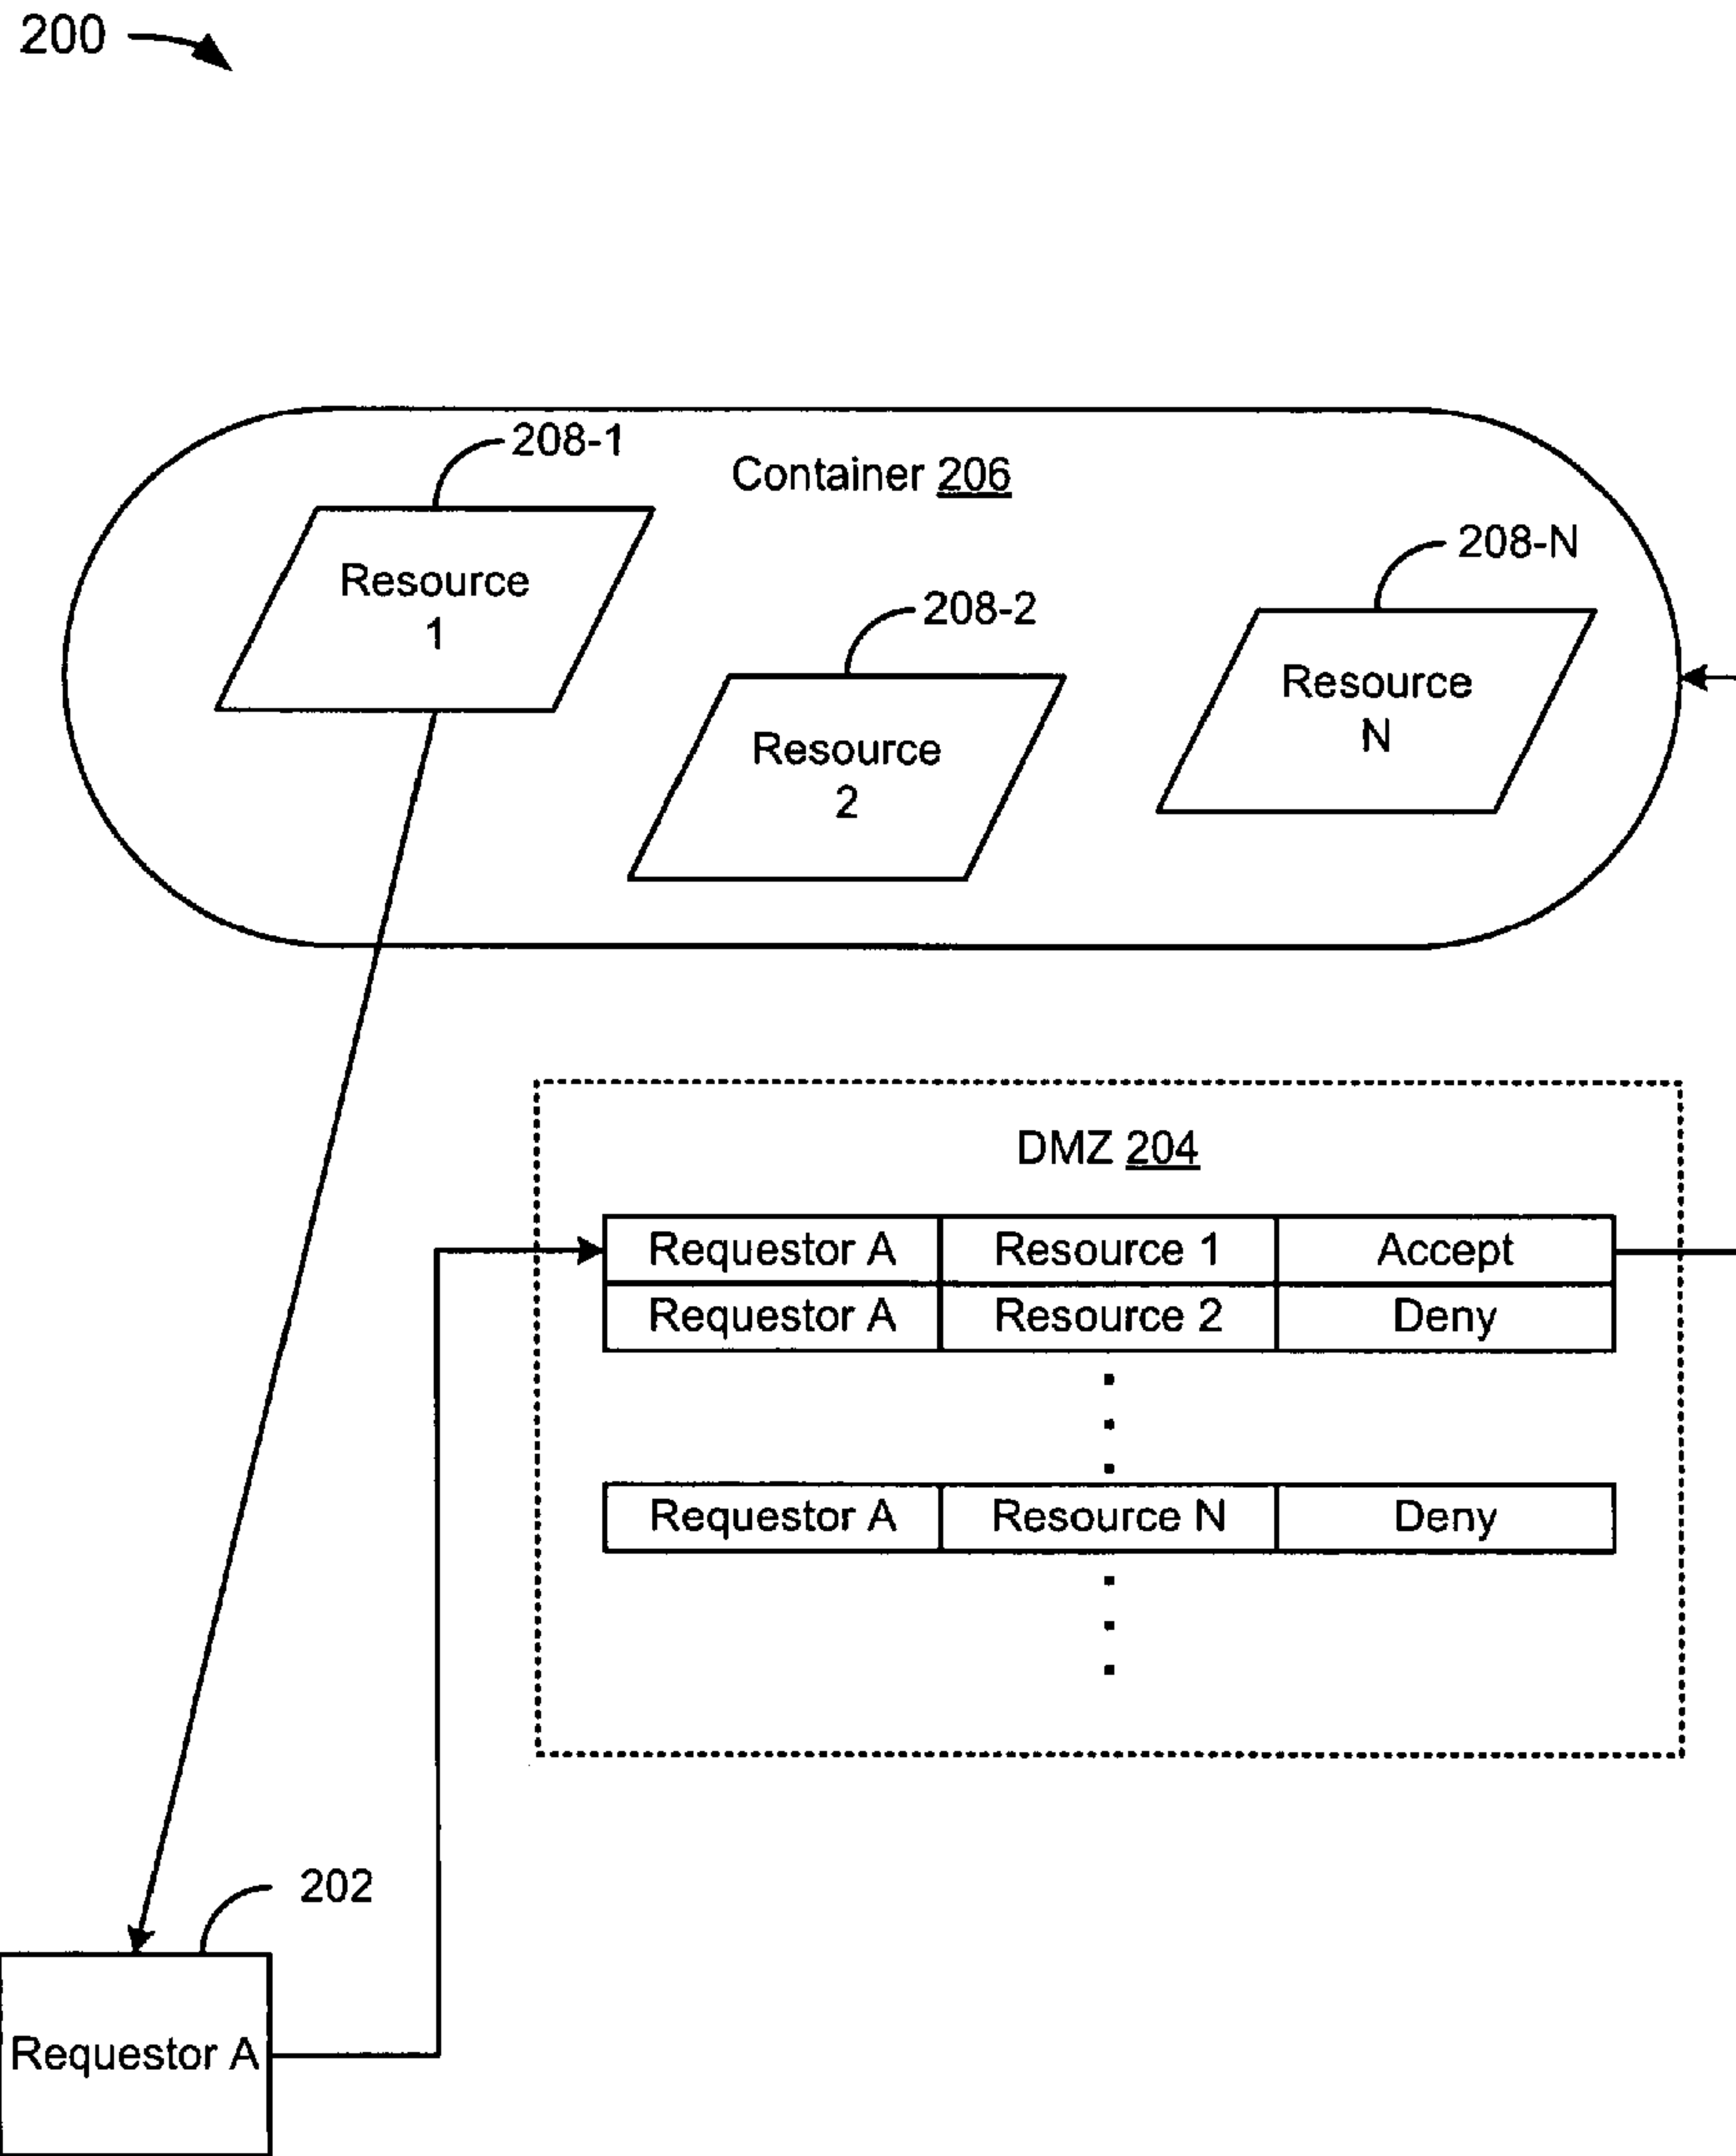 200
208-1
Container 206
208-N
Resource
1
208-2
Resource
N
Resource
2
DMZ 204
Requestor A Resource 1 Accept
Requestor A Resource 2 Deny
Requestor A Resource N Deny
202
Requestor A